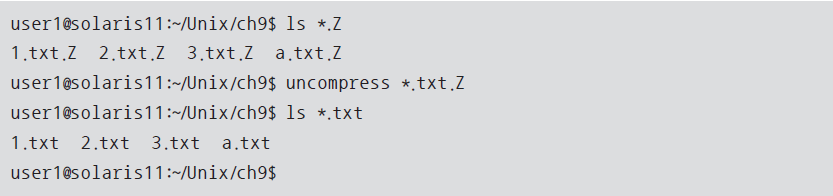 user1@solaris11:~/Unix/ch9$ ls *.Z
1.txt.Z  2.txt.Z  3.txt.Z  a.txt.Z
user1@solaris11:~/Unix/ch9$ uncompress *.txt.Z
user1@solaris11:~/Unix/ch9$ ls *.txt
1.txt  2.txt  3.txt  a.txt
user1@solaris11:~/Unix/ch9$